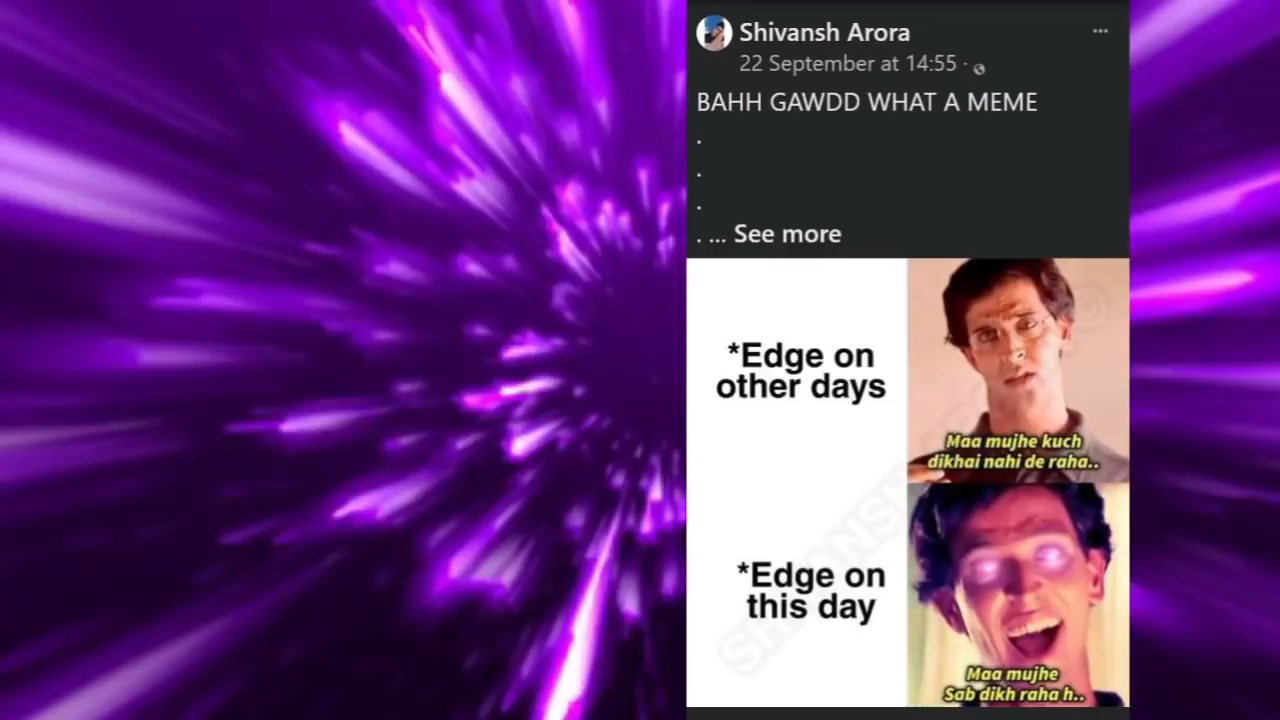 Shivansh Arora
22 September at 14:55 ·
BAHH GAWDD WHAT A MEME
.
.
.
. ... See more
*Edge on
other days
Maa mujhe kuch
dikhai nahi de raha..
*Edge on
this day
Maa mujhe
Sab dikh raha h..